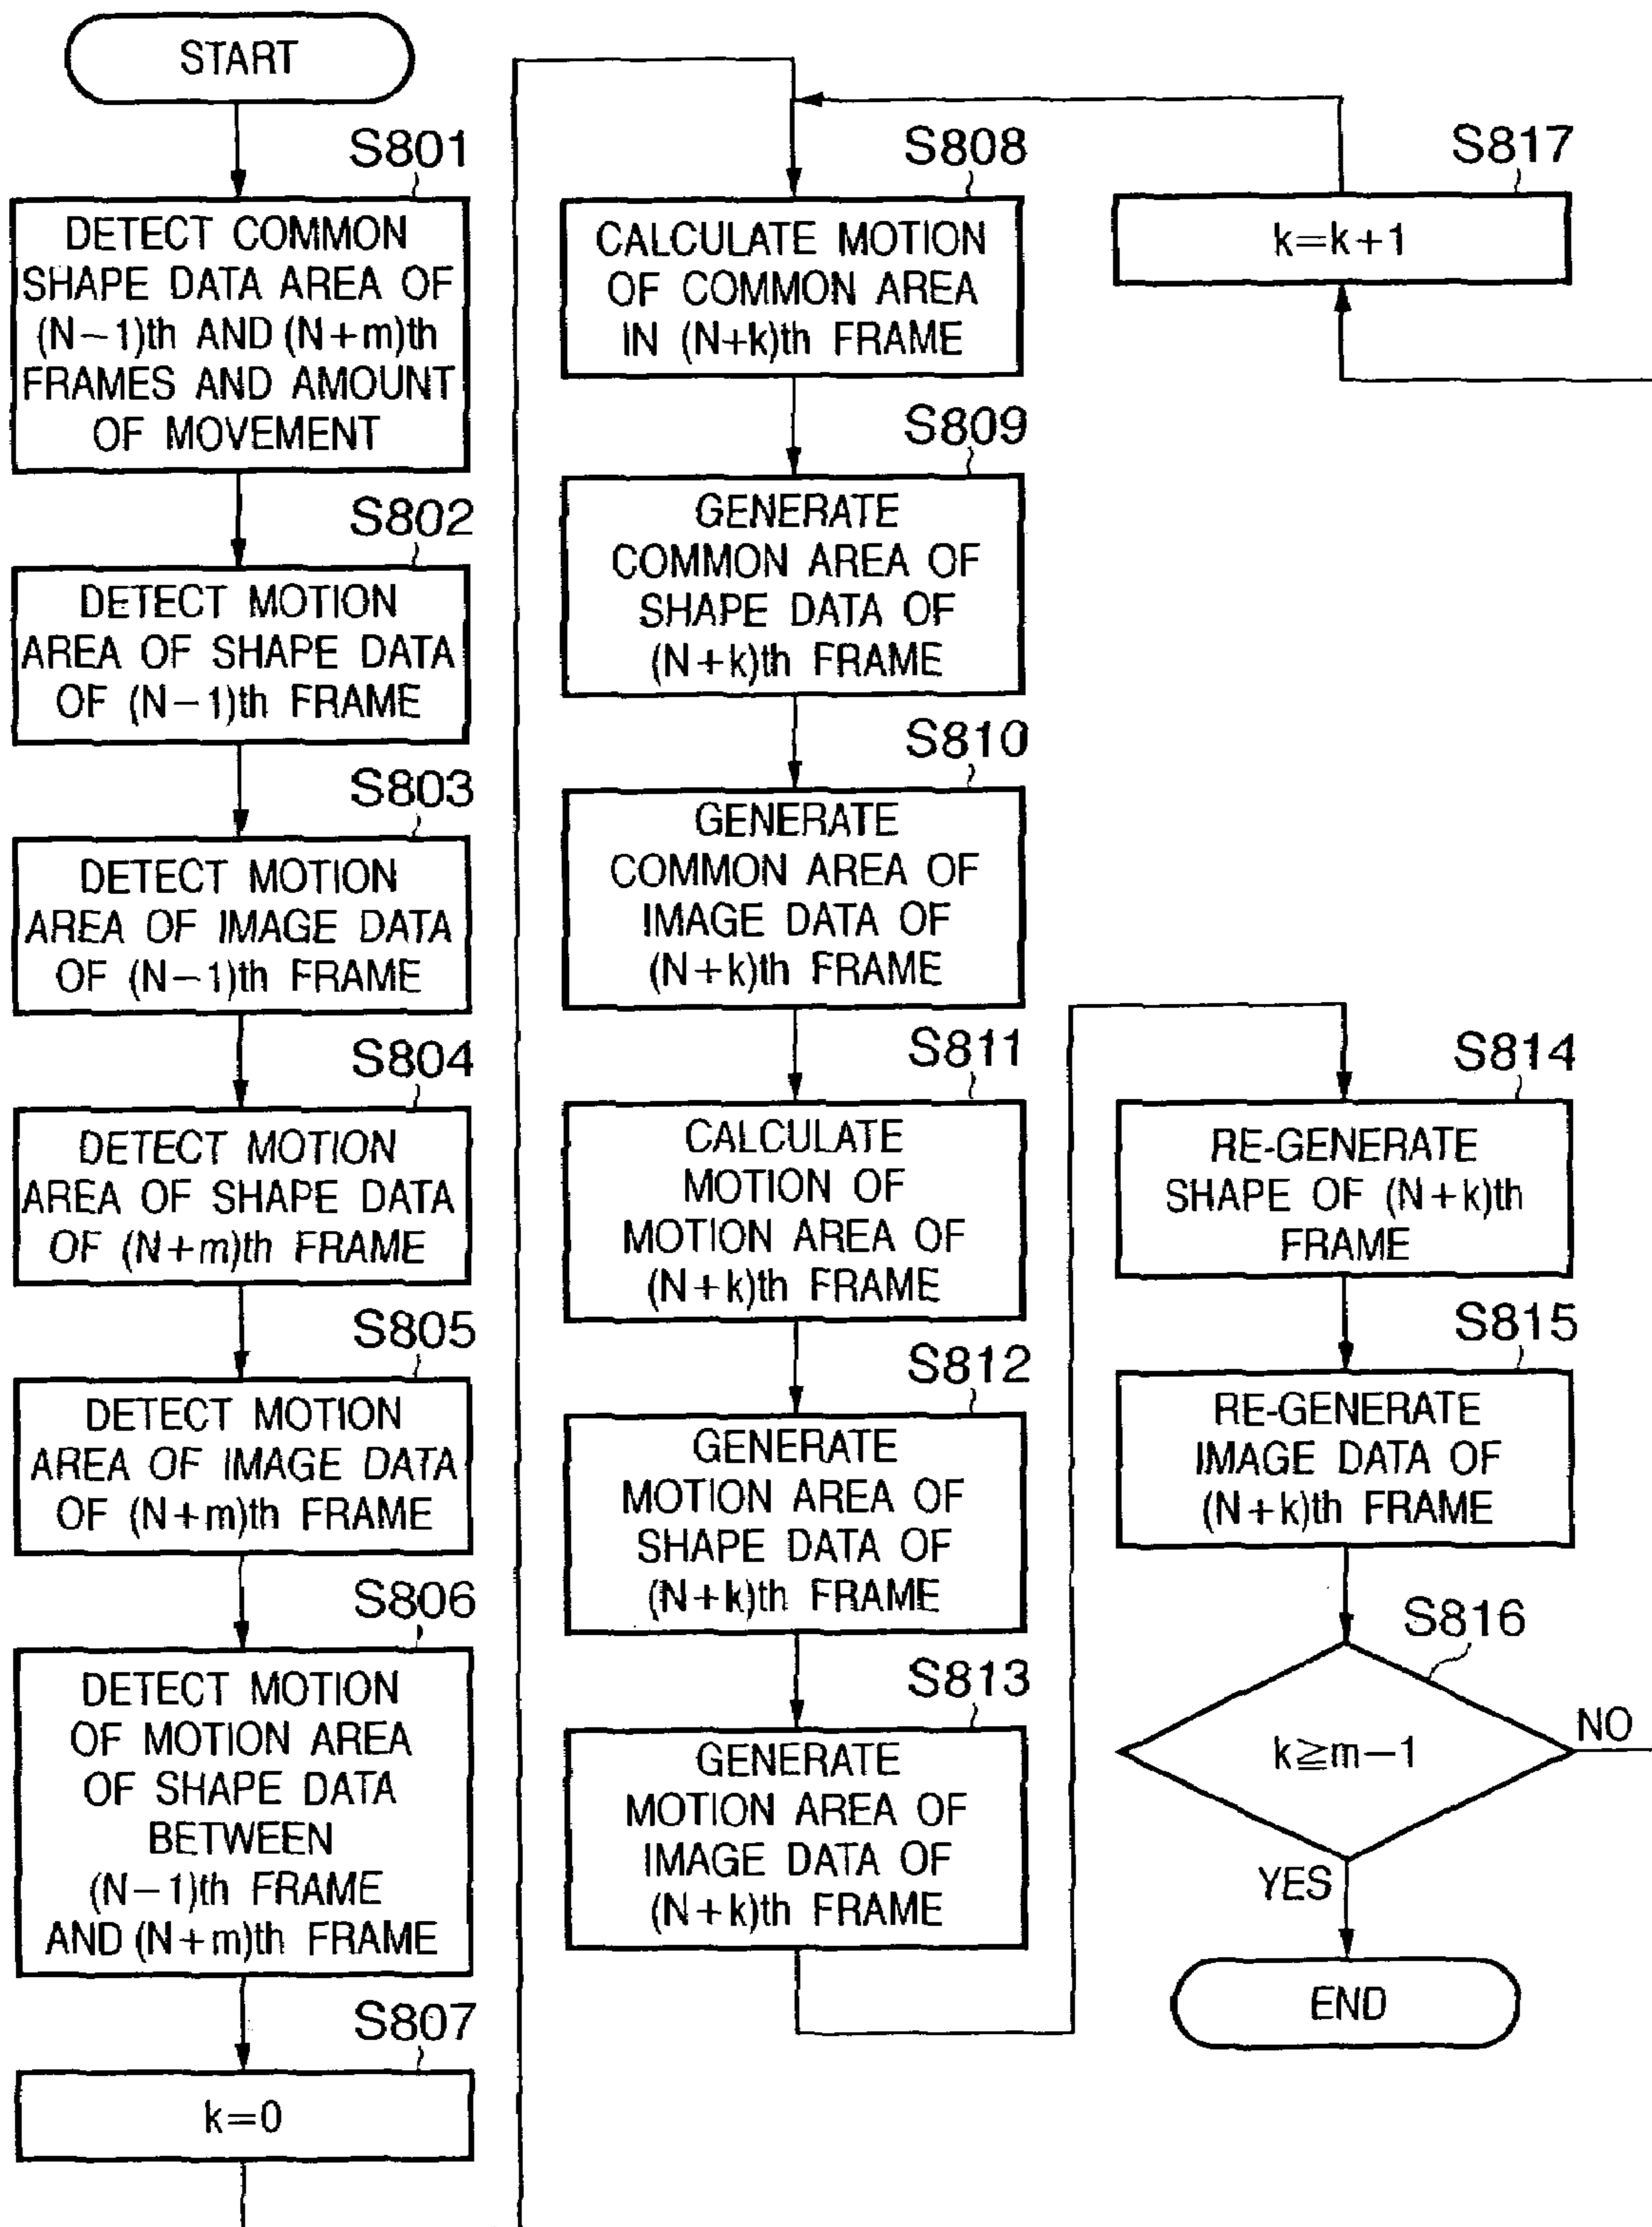 START
S801
DETECT COMMON
SHAPE DATA AREA OF
(N−1)th AND (N+m)th
FRAMES AND AMOUNT
OF MOVEMENT
S802
DETECT MOTION
AREA OF SHAPE DATA
OF (N−1)th FRAME
S803
DETECT MOTION
AREA OF IMAGE DATA
OF (N−1)th FRAME
S804
DETECT MOTION
AREA OF SHAPE DATA
OF (N+m)th FRAME
S805
DETECT MOTION
AREA OF IMAGE DATA
OF (N+m)th FRAME
S806
DETECT MOTION
OF MOTION AREA
OF SHAPE DATA
BETWEEN
(N−1)th FRAME
AND (N+m)th FRAME
S807
k=0
S808
CALCULATE MOTION
OF COMMON AREA
IN (N+k)th FRAME
S809
GENERATE
COMMON AREA OF
SHAPE DATA OF
(N+k)th FRAME
S810
GENERATE
COMMON AREA OF
IMAGE DATA OF
(N+k)th FRAME
S811
CALCULATE
MOTION OF
MOTION AREA OF
(N+k)th FRAME
S812
GENERATE
MOTION AREA OF
SHAPE DATA OF
(N+k)th FRAME
S813
GENERATE
MOTION AREA OF
IMAGE DATA OF
(N+k)th FRAME
S814
RE-GENERATE
SHAPE OF (N+k)th
FRAME
S815
RE-GENERATE
IMAGE DATA OF
(N+k)th FRAME
S816
k≧m−1
NO
YES
END
S817
k=k+1